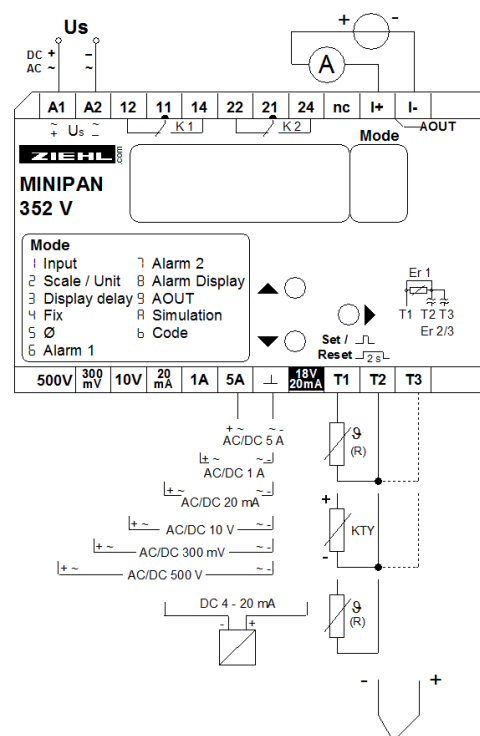 Us
DC +
–
AC ~
~
+
-
A
A1 A2 12 11 14 22 21 24 nc I+ I-
~ Us ~
+ –
K 1
K 2
AOUT
Mode
ZIEHL.com
MINIPAN
352 V
Mode
1 Input
2 Scale / Unit
3 Display delay
4 Fix
5 Ø
6 Alarm 1
7 Alarm 2
8 Alarm Display
9 AOUT
A Simulation
b Code
Set /
Reset 2 s
Er 1
T1 T2 T3
Er 2/3
500V 300 mV 10V 20 mA 1A 5A ⊥ 18V 20mA T1 T2 T3
+ ~ ~ -
AC/DC 5 A
+ ~ ~ -
AC/DC 1 A
+ ~ ~ -
AC/DC 20 mA
+ ~ AC/DC 10 V ~ -
+ ~ AC/DC 300 mV ~ -
+ ~ AC/DC 500 V ~ -
DC 4 - 20 mA
- +
ϑ
(R)
+
KTY
-
ϑ
(R)
- +